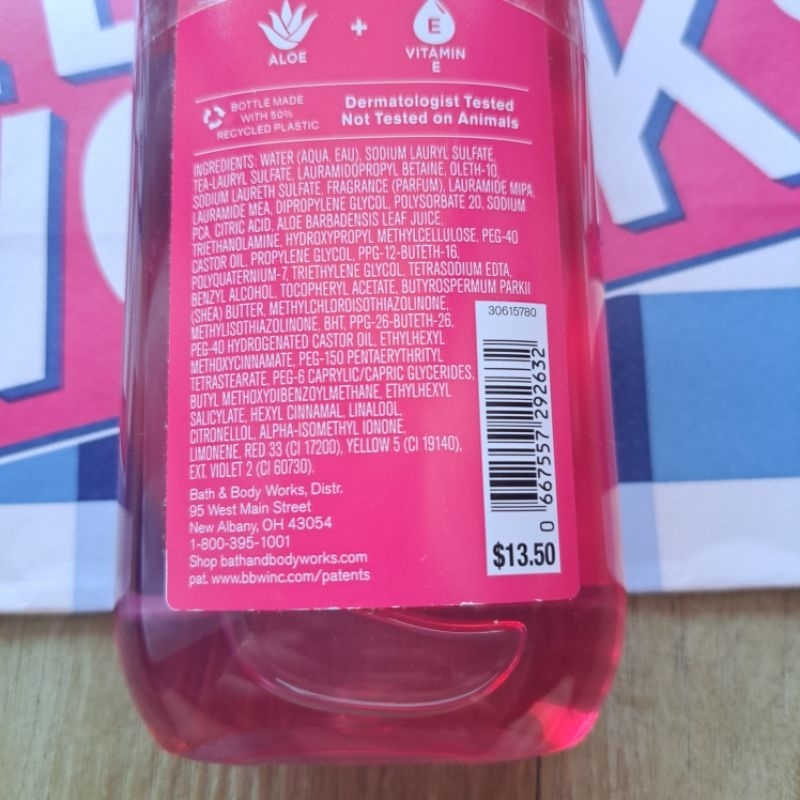 ALOE
+
E
VITAMIN
E
BOTTLE MADE
WITH 50%
RECYCLED PLASTIC
Dermatologist Tested
Not Tested on Animals
INGREDIENTS: WATER (AQUA, EAU), SODIUM LAURYL SULFATE,
TEA-LAURYL SULFATE, LAURAMIDOPROPYL BETAINE, OLETH-10,
SODIUM LAURETH SULFATE, FRAGRANCE (PARFUM), LAURAMIDE MIPA,
LAURAMIDE MEA, DIPROPYLENE GLYCOL, POLYSORBATE 20, SODIUM
PCA, CITRIC ACID, ALOE BARBADENSIS LEAF JUICE,
TRIETHANOLAMINE, HYDROXYPROPYL METHYLCELLULOSE, PEG-40
CASTOR OIL, PROPYLENE GLYCOL, PPG-12-BUTETH-16,
POLYQUATERNIUM-7, TRIETHYLENE GLYCOL, TETRASODIUM EDTA,
BENZYL ALCOHOL, TOCOPHERYL ACETATE, BUTYROSPERMUM PARKII
(SHEA) BUTTER, METHYLCHLOROISOTHIAZOLINONE,
METHYLISOTHIAZOLINONE, BHT, PPG-26-BUTETH-26,
PEG-40 HYDROGENATED CASTOR OIL, ETHYLHEXYL
METHOXYCINNAMATE, PEG-150 PENTAERYTHRITYL
TETRASTEARATE, PEG-6 CAPRYLIC/CAPRIC GLYCERIDES,
BUTYL METHOXYDIBENZOYLMETHANE, ETHYLHEXYL
SALICYLATE, HEXYL CINNAMAL, LINALOOL,
CITRONELLOL, ALPHA-ISOMETHYL IONONE,
LIMONENE, RED 33 (CI 17200), YELLOW 5 (CI 19140),
EXT. VIOLET 2 (CI 60730).
Bath & Body Works, Distr.
95 West Main Street
New Albany, OH 43054
1-800-395-1001
Shop bathandbodyworks.com
pat. www.bbwinc.com/patents
30615780
0 667557 292632
$13.50